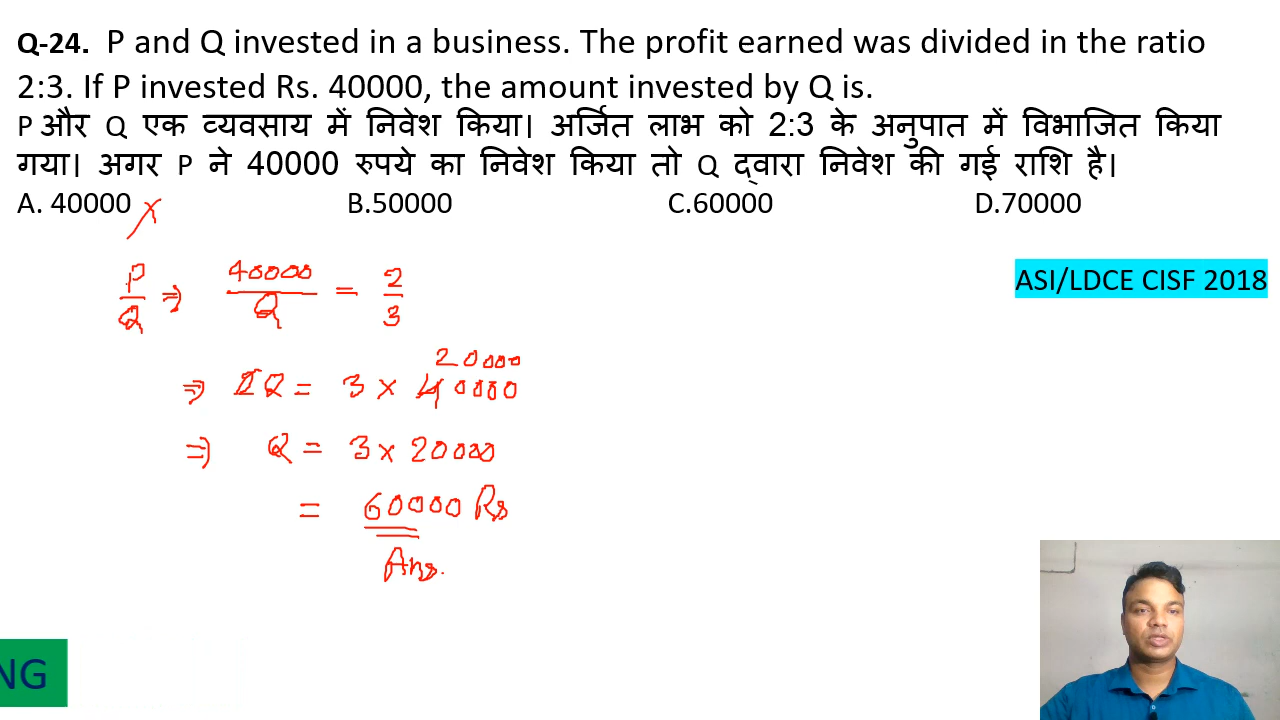 Q-24. P and Q invested in a business. The profit earned was divided in the ratio
2:3. If P invested Rs. 40000, the amount invested by Q is.
P और Q एक व्यवसाय में निवेश किया। अर्जित लाभ को 2:3 के अनुपात में विभाजित किया
गया। अगर P ने 40000 रुपये का निवेश किया तो Q द्वारा निवेश की गई राशि है।
A. 40000 X B.50000 C.60000 D.70000
ASI/LDCE CISF 2018
P/Q ⇒ 40000/Q = 2/3
20000
⇒ 2Q = 3 × 40000
⇒ Q = 3 × 20000
= 60000 Rs
Ans.
NG